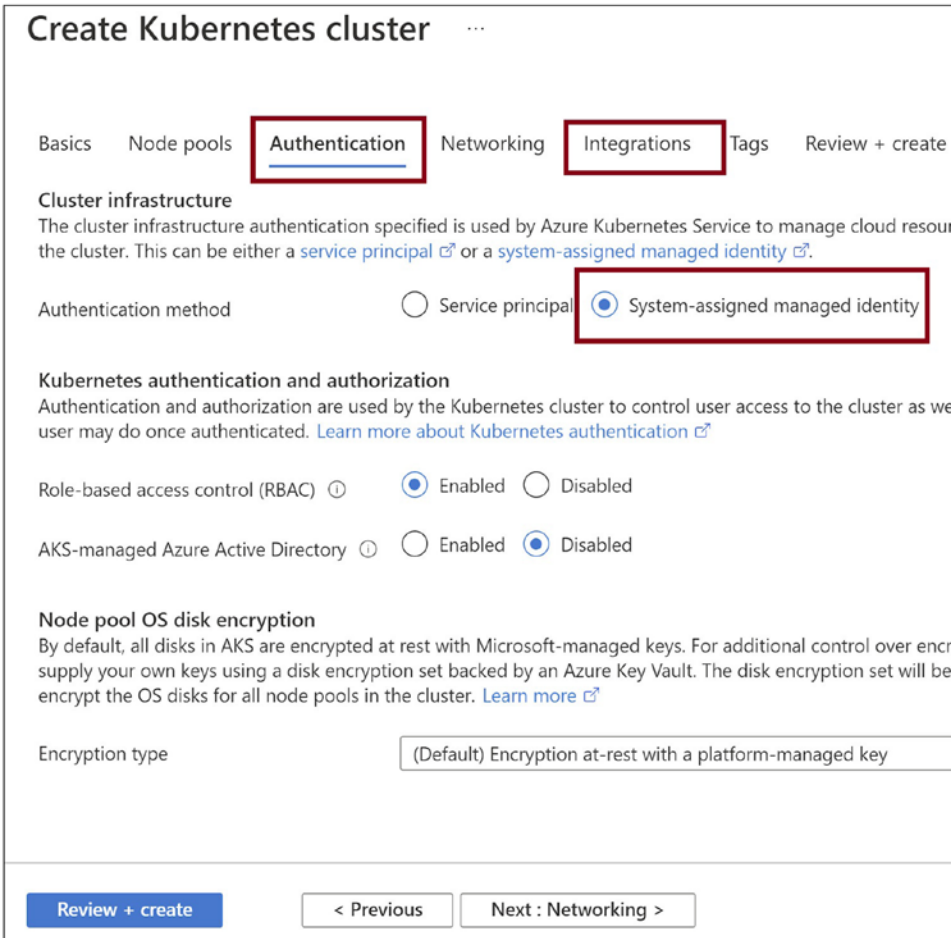 Create Kubernetes cluster ...
Basics Node pools Authentication Networking Integrations Tags Review + create
Cluster infrastructure
The cluster infrastructure authentication specified is used by Azure Kubernetes Service to manage cloud resour
the cluster. This can be either a service principal or a system-assigned managed identity .
Authentication method Service principal System-assigned managed identity
Kubernetes authentication and authorization
Authentication and authorization are used by the Kubernetes cluster to control user access to the cluster as we
user may do once authenticated. Learn more about Kubernetes authentication
Role-based access control (RBAC) Enabled Disabled
AKS-managed Azure Active Directory Enabled Disabled
Node pool OS disk encryption
By default, all disks in AKS are encrypted at rest with Microsoft-managed keys. For additional control over encr
supply your own keys using a disk encryption set backed by an Azure Key Vault. The disk encryption set will be
encrypt the OS disks for all node pools in the cluster. Learn more
Encryption type (Default) Encryption at-rest with a platform-managed key
Review + create < Previous Next : Networking >